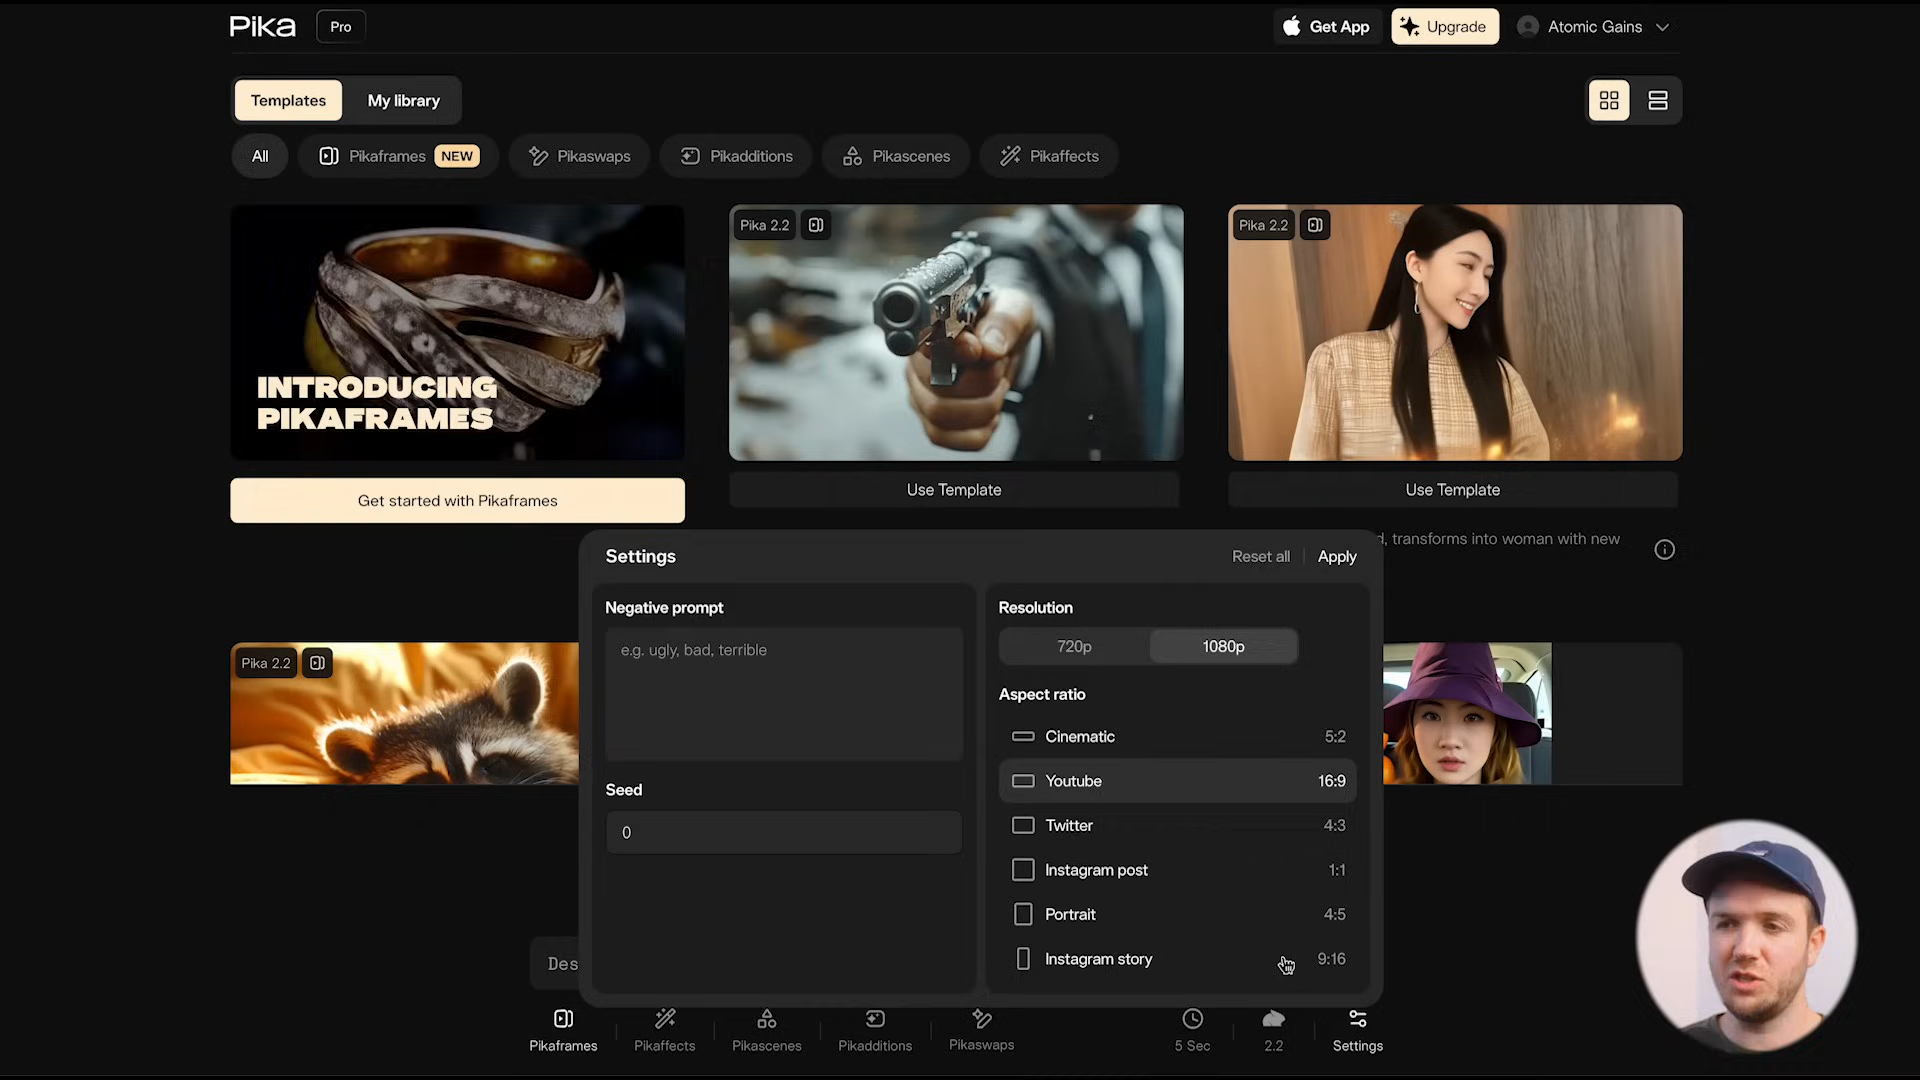 Pika
Pro
Get App
Upgrade
Atomic Gains
Templates
My library
All
Pikaframes NEW
Pikaswaps
Pikadditions
Pikascenes
Pikaffects
INTRODUCING
PIKAFRAMES
Pika 2.2
Pika 2.2
Get started with Pikaframes
Use Template
Use Template
d, transforms into woman with new
Settings
Reset all
Apply
Negative prompt
e.g. ugly, bad, terrible
Seed
0
Resolution
720p
1080p
Aspect ratio
Cinematic 5:2
Youtube 16:9
Twitter 4:3
Instagram post 1:1
Portrait 4:5
Instagram story 9:16
Pika 2.2
Des
Pikaframes
Pikaffects
Pikascenes
Pikadditions
Pikaswaps
5 Sec
2.2
Settings